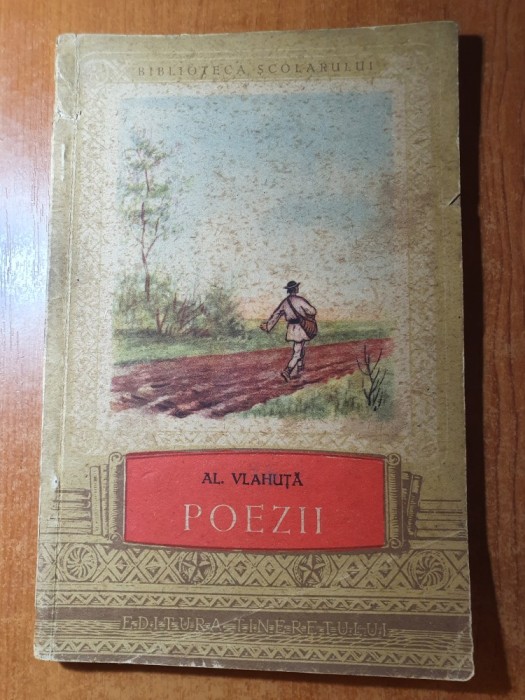 BIBLIOTECA ȘCOLARULUI
AL. VLAHUȚĂ
POEZII
EDITURA TINERETULUI